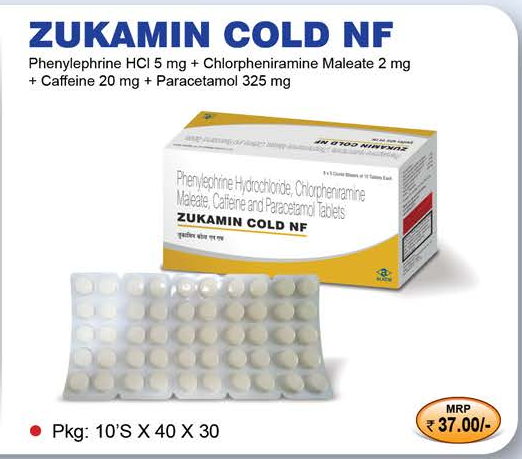 ZUKAMIN COLD NF
Phenylephrine HCl 5 mg + Chlorpheniramine Maleate 2 mg
+ Caffeine 20 mg + Paracetamol 325 mg
ZUKAMIN COLD NF
Phenylephrine Hydrochloride, Chlorpheniramine
Maleate, Caffeine and Paracetamol Tablets
ZUKAMIN COLD NF
जुकामिन कोल्ड एन एफ
Pkg: 10'S X 40 X 30
MRP
₹ 37.00/-